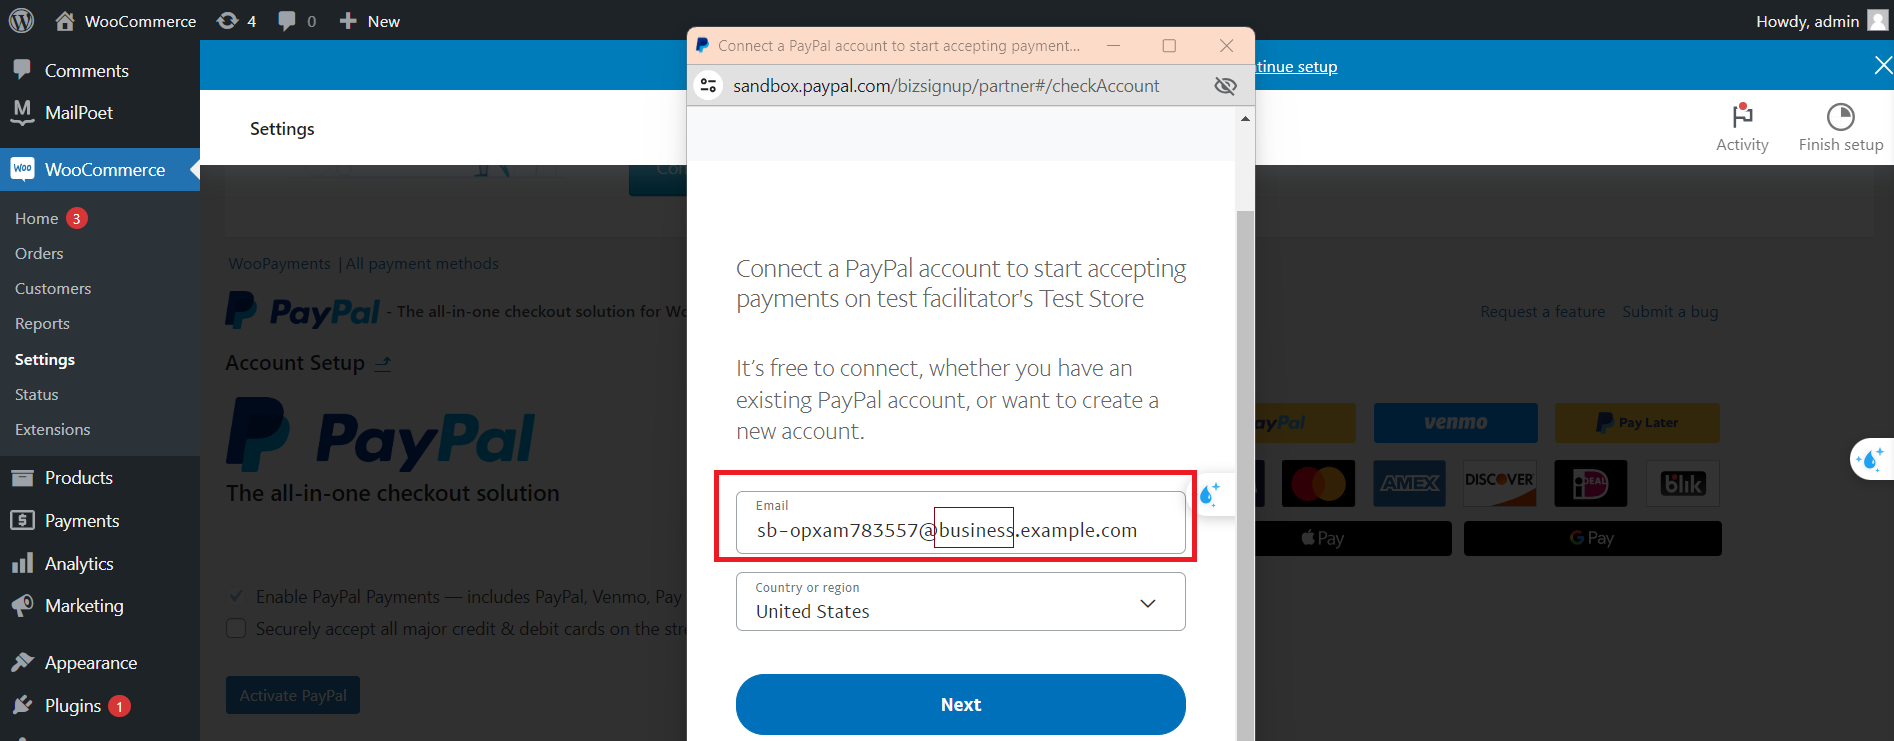 WooCommerce 4 0 New
Howdy, admin
Comments
MailPoet
WooCommerce
Home 3
Orders
Customers
Reports
Settings
Status
Extensions
Products
Payments
Analytics
Marketing
Appearance
Plugins 1
tinue setup
Settings
Activity
Finish setup
WooPayments | All payment methods
PayPal - The all-in-one checkout solution for Wo
Request a feature Submit a bug
Account Setup
PayPal
The all-in-one checkout solution
Enable PayPal Payments — includes PayPal, Venmo, Pay
Securely accept all major credit & debit cards on the stre
Activate PayPal
Connect a PayPal account to start accepting payment...
sandbox.paypal.com/bizsignup/partner#/checkAccount
Connect a PayPal account to start accepting
payments on test facilitator's Test Store
It's free to connect, whether you have an
existing PayPal account, or want to create a
new account.
Email
sb-opxam783557@business.example.com
Country or region
United States
Next
ayPal venmo Pay Later
AMEX DISCOVER iDEAL blik
Pay G Pay